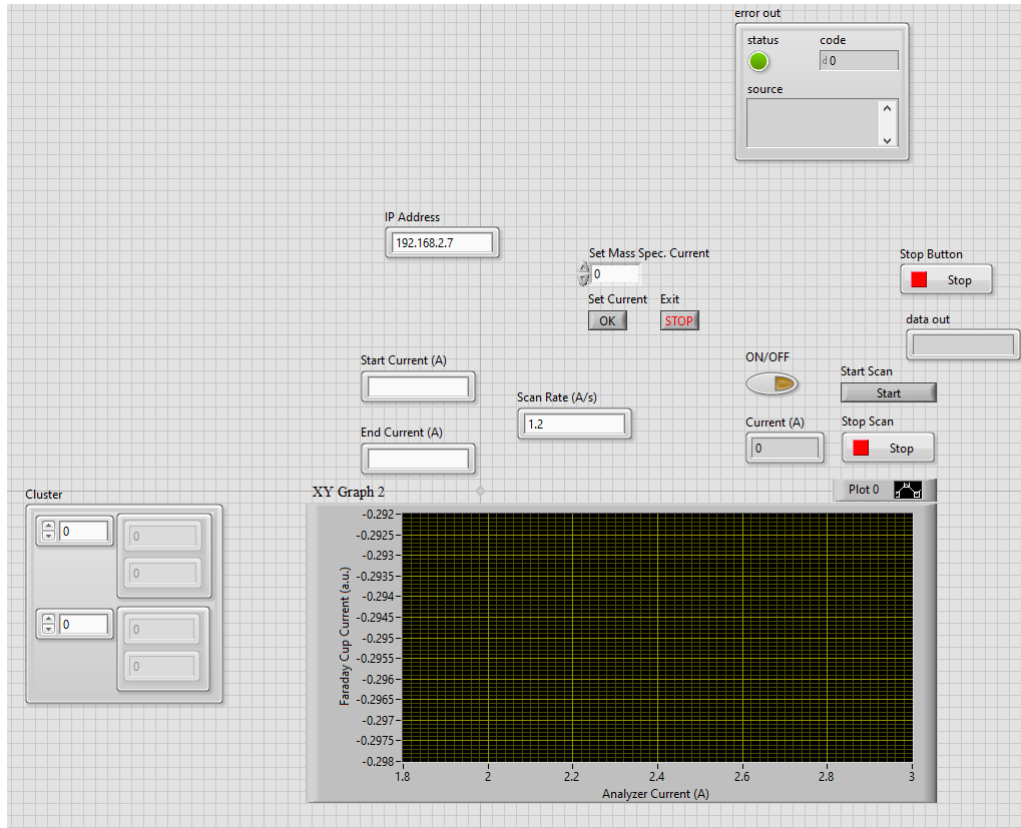 error out
status code
d 0
source
IP Address
192.168.2.7
Set Mass Spec. Current
0
Set Current Exit
OK STOP
Stop Button
Stop
data out
Start Current (A)
Scan Rate (A/s)
1.2
End Current (A)
ON/OFF
Start Scan
Start
Current (A)
0
Stop Scan
Stop
Cluster
0
0
0
0
0
0
XY Graph 2
Plot 0
-0.292
-0.2925
-0.293
-0.2935
-0.294
-0.2945
-0.295
-0.2955
-0.296
-0.2965
-0.297
-0.2975
-0.298
Faraday Cup Current (a.u.)
1.8 2 2.2 2.4 2.6 2.8 3
Analyzer Current (A)